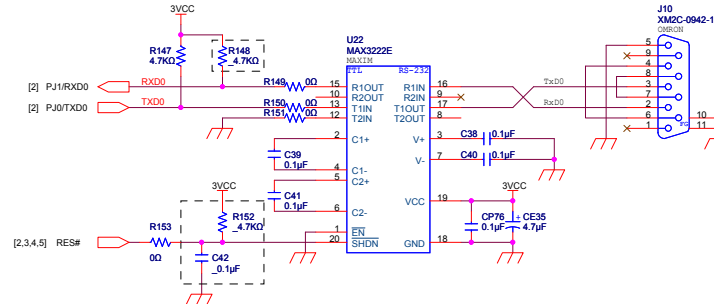 3VCC
J10
XM2C-0942-1
OMRON
U22
MAX3222E
MAXIM
R147
4.7KΩ
R148
_4.7KΩ
TTL RS-232
[2] PJ1/RXD0 RXD0 R149 0Ω 15 R1OUT R1IN 16 TxD0
10 R2OUT R2IN 9
[2] PJ0/TXD0 TXD0 R150 0Ω 13 T1IN T1OUT 17 RxD0
R151 0Ω 12 T2IN T2OUT 8
5
9
4
8
3
7
2
6
1
FG
10
11
2 C1+ V+ 3 C38 0.1µF
C39
0.1µF
4 C1- V- 7 C40 0.1µF
5 C2+
C41
0.1µF
6 C2-
3VCC
R152
_4.7KΩ
VCC 19
3VCC
CP76
0.1µF
+ CE35
4.7µF
[2,3,4,5] RES# R153
0Ω
1 EN
20 SHDN GND 18
C42
_0.1µF